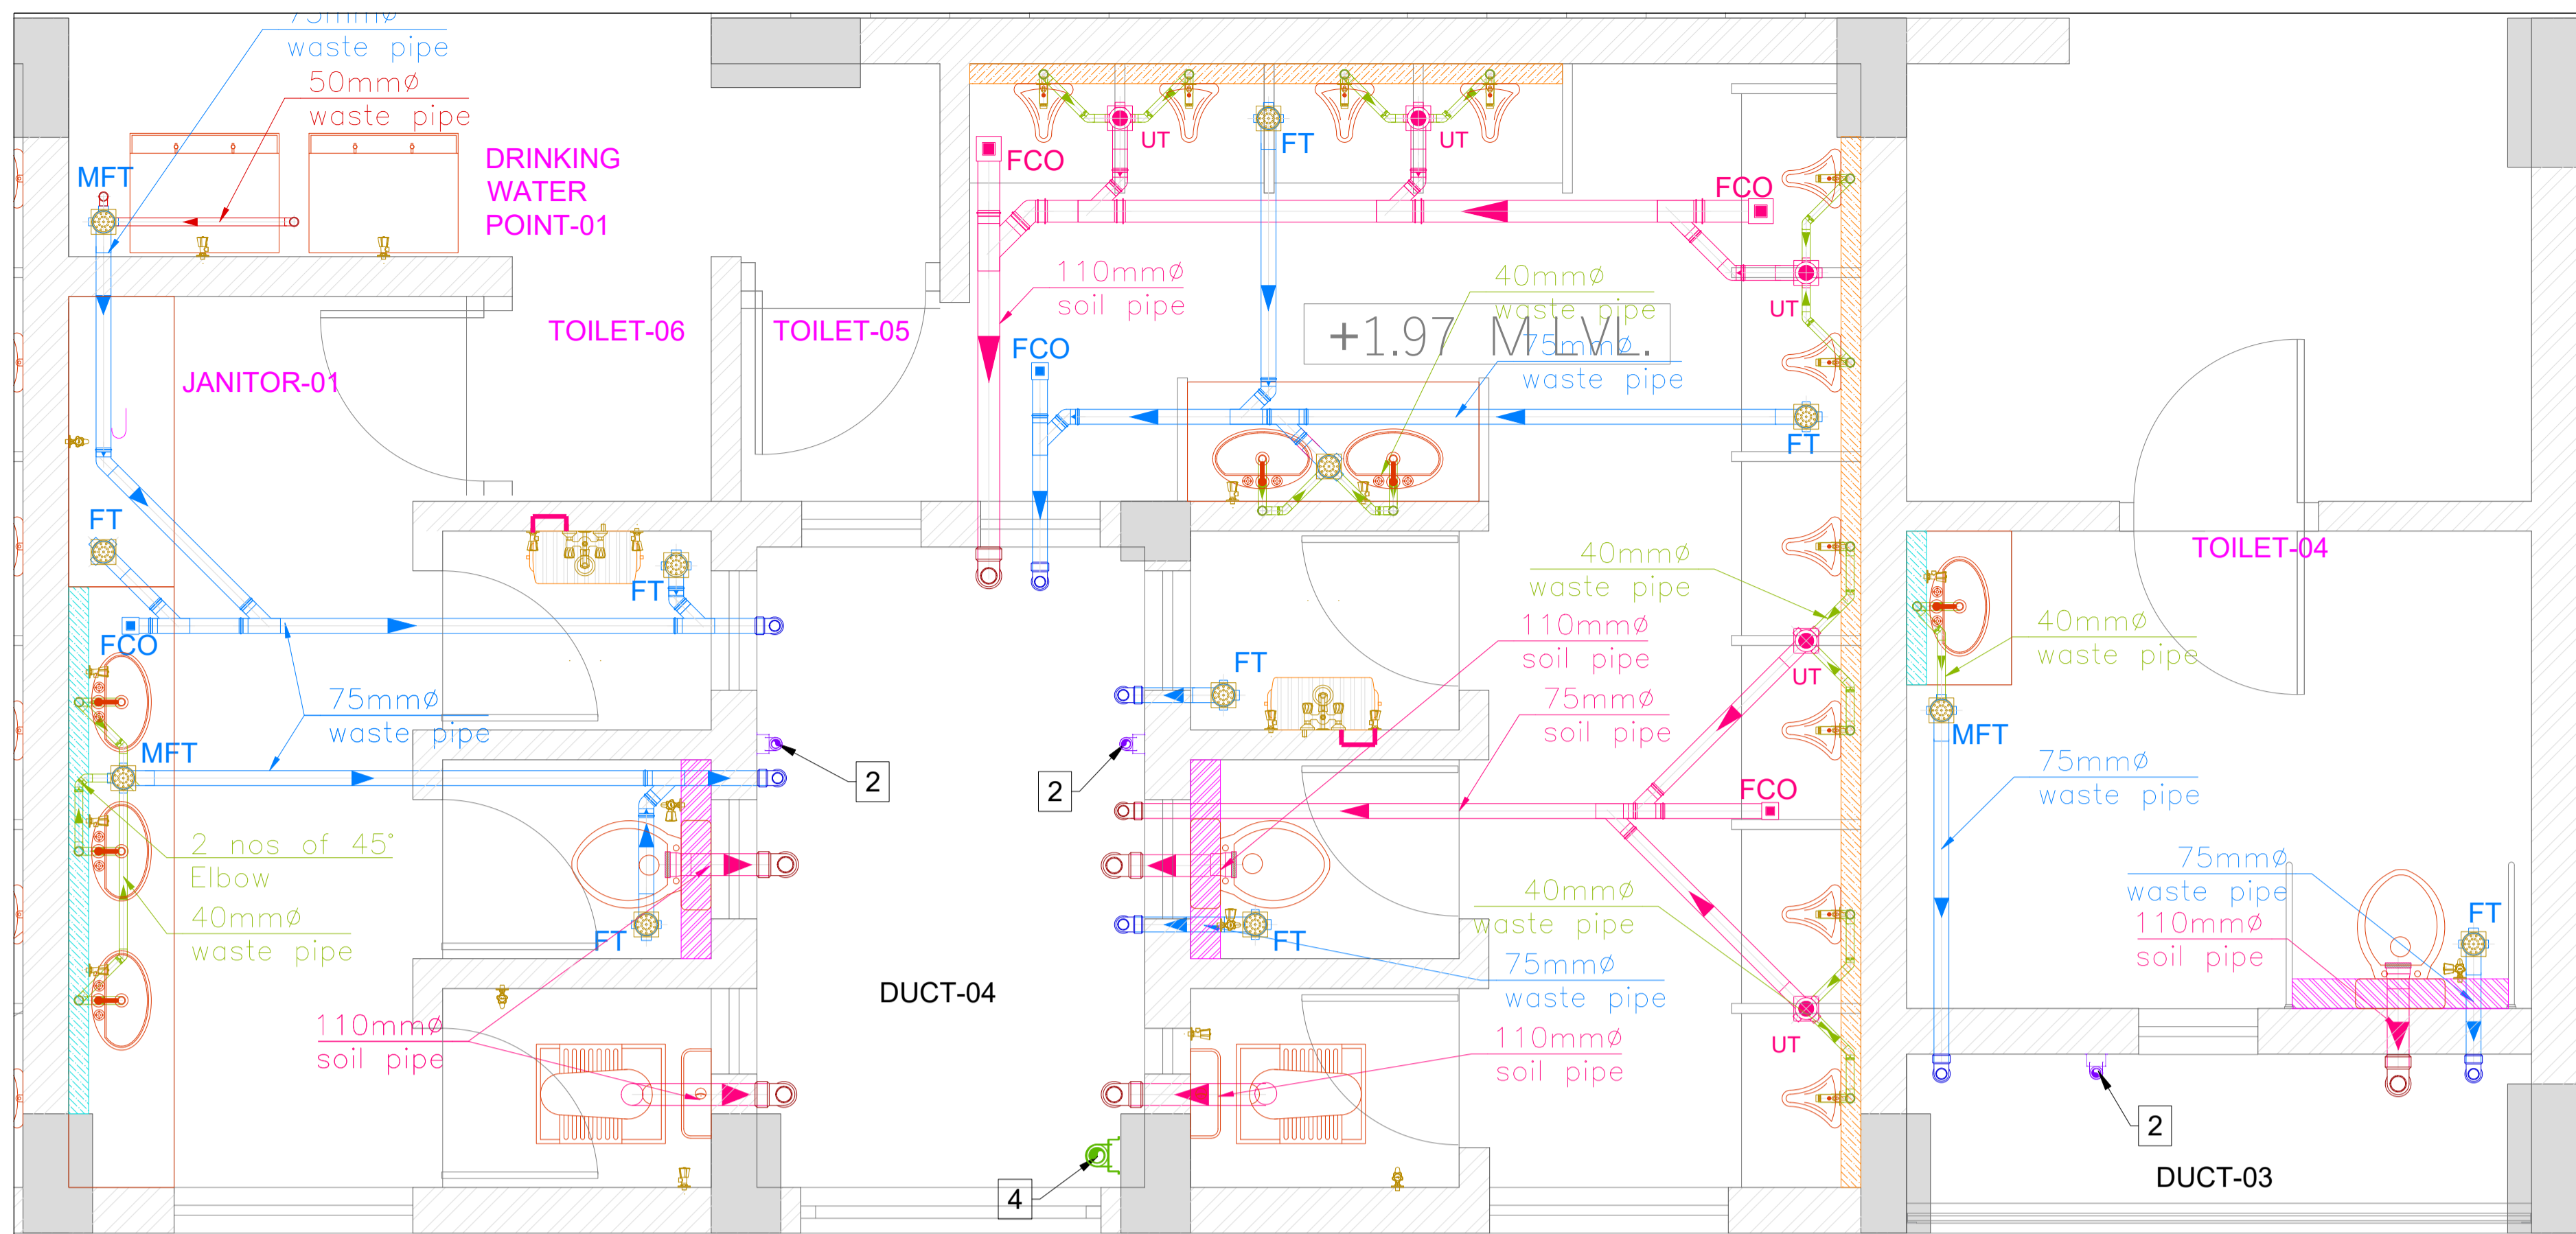 75mmø
waste pipe
50mmø
waste pipe
DRINKING
WATER
POINT-01
MFT
JANITOR-01
TOILET-06
TOILET-05
FCO
UT
FT
UT
FCO
110mmø
soil pipe
40mmø
waste pipe
+1.97 M LVL.
75mmø
waste pipe
UT
FCO
FT
FT
FT
FCO
75mmø
waste pipe
MFT
2 nos of 45°
Elbow
40mmø
waste pipe
FT
110mmø
soil pipe
2
2
DUCT-04
4
FT
FT
40mmø
waste pipe
110mmø
soil pipe
75mmø
soil pipe
UT
FCO
40mmø
waste pipe
75mmø
waste pipe
110mmø
soil pipe
UT
TOILET-04
40mmø
waste pipe
MFT
75mmø
waste pipe
75mmø
waste pipe
110mmø
soil pipe
FT
2
DUCT-03